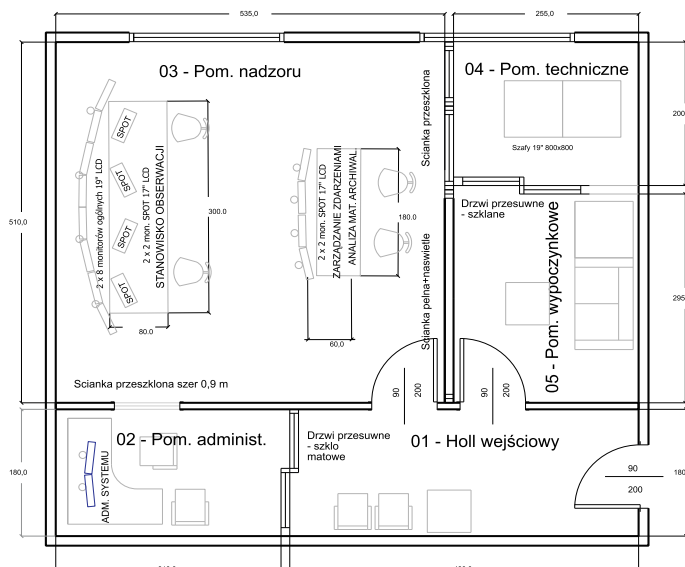 535,0
255,0
03 - Pom. nadzoru
04 - Pom. techniczne
Szafy 19" 800x800
200
Scianka przeszklona
SPOT
SPOT
SPOT
SPOT
2 x 8 monitorów ogólnych 19" LCD
2 x 2 mon. SPOT 17" LCD
STANOWISKO OBSERWACJI
300.0
80.0
2 x 2 mon. SPOT 17" LCD
ZARZĄDZANIE ZDARZENIAMI
ANALIZA MAT. ARCHIWAL.
180.0
60,0
510,0
Drzwi przesuwne
- szklane
295
05 - Pom. wypoczynkowe
Scianka pełna+naswietle
90
200
90
200
Scianka przeszklona szer 0,9 m
02 - Pom. administ.
ADM. SYSTEMU
Drzwi przesuwne
- szkło
matowe
01 - Holl wejściowy
90
200
180,0
180